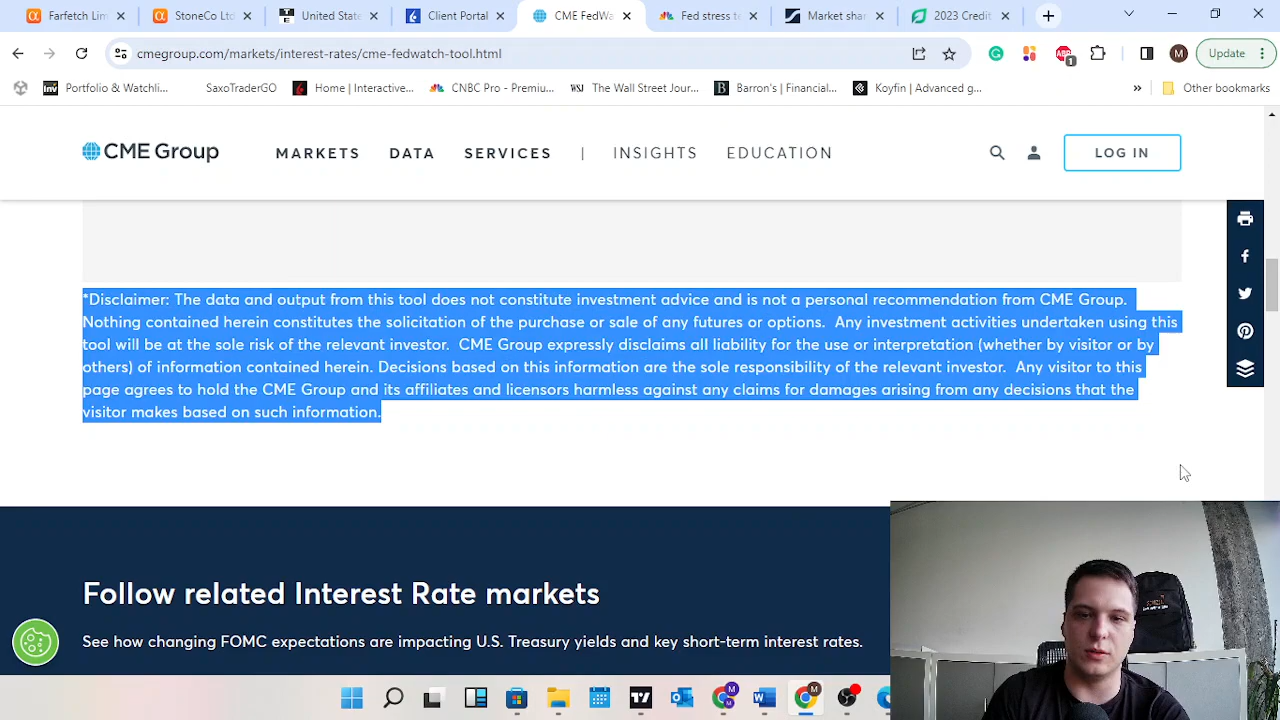 Farfetch Limi
StoneCo Ltd.
United State
Clientam
CME FedWa
Fed stress
Market shar
2023 Credit
cmegroup.com/markets/interest-rates/cme-fedwatch-tool.html
ABP
1
M
Update
Portfolio & Watchli...
SaxoTraderGO
Home | Interactive...
CNBC Pro - Premiu...
The Wall Street Jour...
Barron's | Financial...
Koyfin | Advanced g...
Other bookmarks
CME Group
MARKETS
DATA
SERVICES
|
INSIGHTS
EDUCATION
LOG IN
*Disclaimer: The data and output from this tool does not constitute investment advice and is not a personal recommendation from CME Group.
Nothing contained herein constitutes the solicitation of the purchase or sale of any futures or options. Any investment activities undertaken using this
tool will be at the sole risk of the relevant investor. CME Group expressly disclaims all liability for the use or interpretation (whether by visitor or by
others) of information contained herein. Decisions based on this information are the sole responsibility of the relevant investor. Any visitor to this
page agrees to hold the CME Group and its affiliates and licensors harmless against any claims for damages arising from any decisions that the
visitor makes based on such information.
Follow related Interest Rate markets
See how changing FOMC expectations are impacting U.S. Treasury yields and key short-term interest rates.